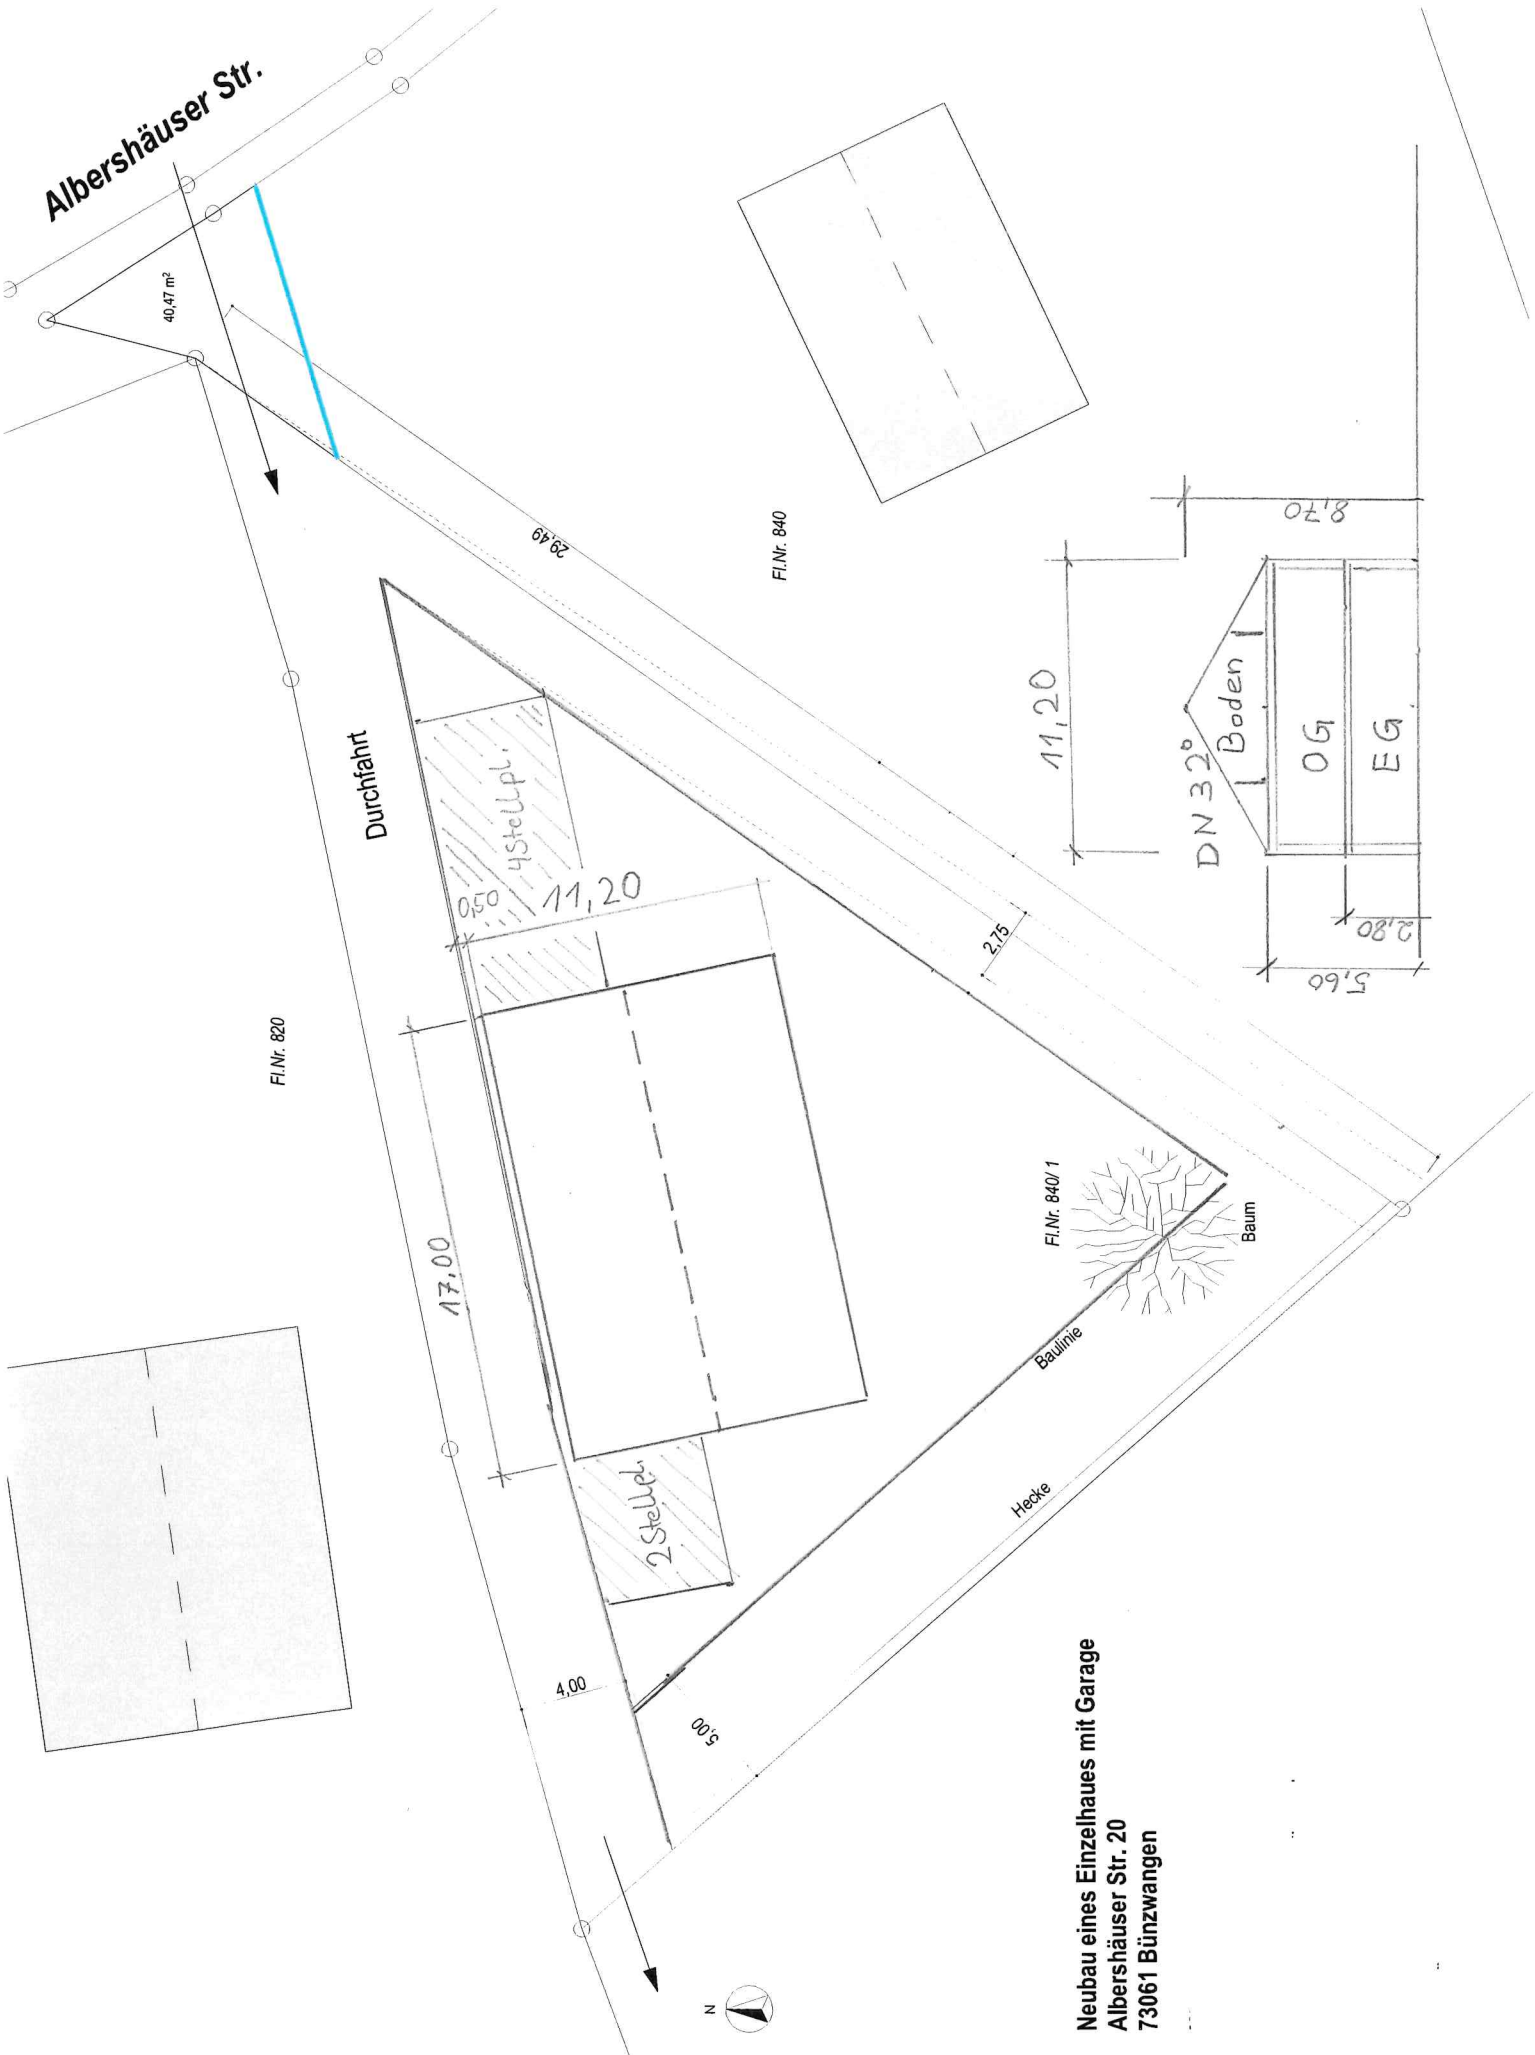 Albershäuser Str.
40,47 m²
29,49
Fl.Nr. 840
Durchfahrt
4Stellpl.
0,50
11,20
Fl.Nr. 820
17,00
2,75
11,20
8,70
DN 32°
Boden
OG
EG
2,80
5,60
Fl.Nr. 840/1
Baum
Baulinie
Hecke
2Stellpl.
4,00
5,00
N
Neubau eines Einzelhaues mit Garage
Albershäuser Str. 20
73061 Bünzwangen